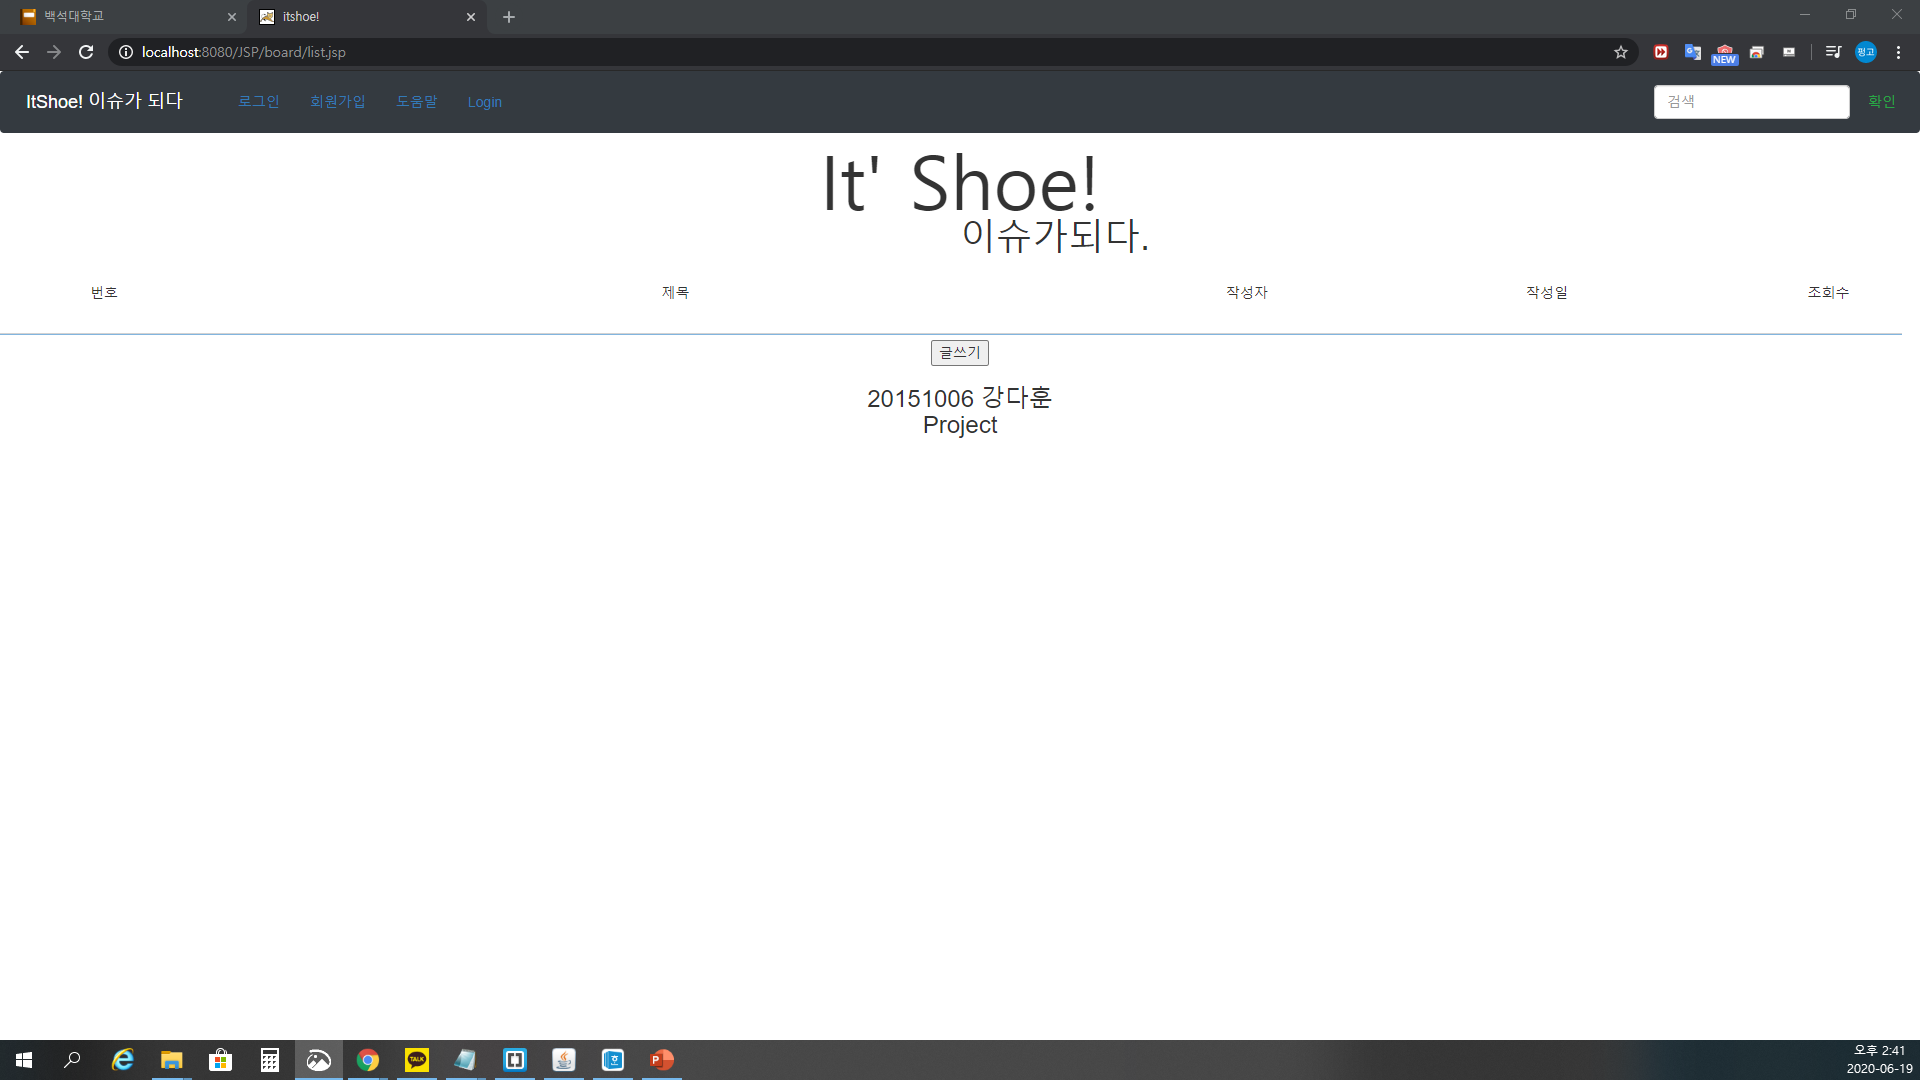 백석대학교
itshoe!
localhost:8080/JSP/board/list.jsp
NEW
펑고
ItShoe! 이슈가 되다 로그인 회원가입 도움말 Login 검색 확인
It' Shoe!
이슈가되다.
번호 제목 작성자 작성일 조회수
글쓰기
20151006 강다훈
Project
TALK
오후 2:41
2020-06-19